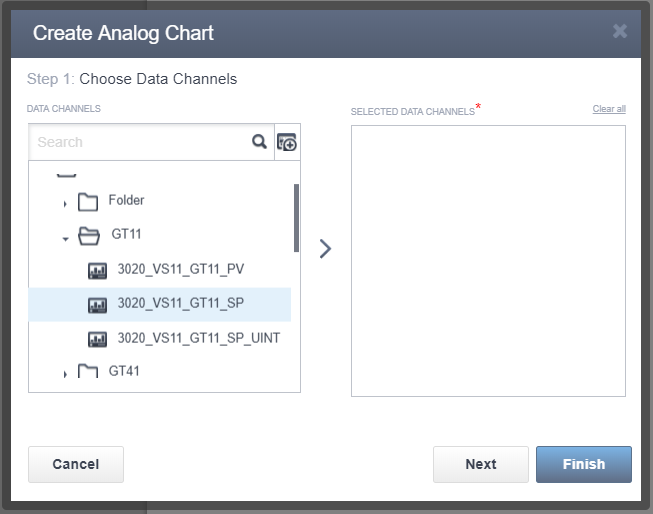 Create Analog Chart
Step 1: Choose Data Channels
DATA CHANNELS
SELECTED DATA CHANNELS*
Clear all
Search
Folder
GT11
3020_VS11_GT11_PV
3020_VS11_GT11_SP
3020_VS11_GT11_SP_UINT
GT41
Cancel
Next
Finish